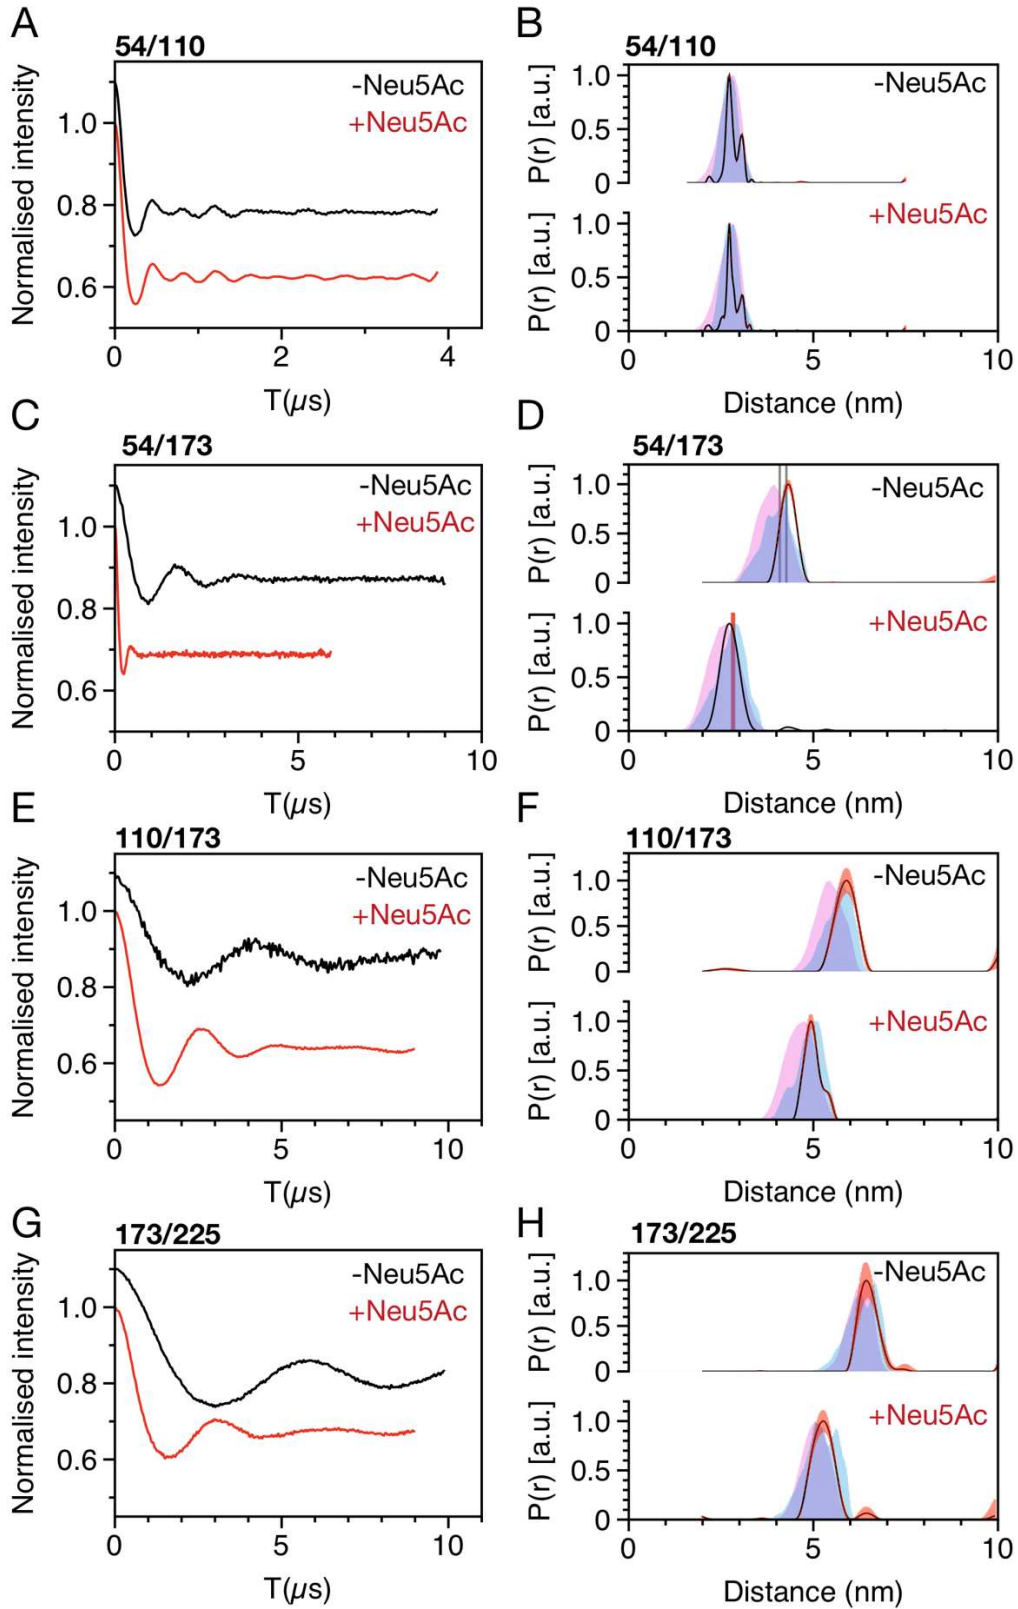 A
54/110
Normalised intensity
1.0
0.8
0.6
-Neu5Ac
+Neu5Ac
0
2
4
T(µs)
B
54/110
P(r) [a.u.]
1.0
0.5
0
-Neu5Ac
P(r) [a.u.]
1.0
0.5
0
+Neu5Ac
0
5
10
Distance (nm)
C
54/173
Normalised intensity
1.0
0.8
0.6
-Neu5Ac
+Neu5Ac
0
5
10
T(µs)
D
54/173
P(r) [a.u.]
1.0
0.5
0
-Neu5Ac
P(r) [a.u.]
1.0
0.5
0
+Neu5Ac
0
5
10
Distance (nm)
E
110/173
Normalised intensity
1.0
0.8
0.6
-Neu5Ac
+Neu5Ac
0
5
10
T(µs)
F
110/173
P(r) [a.u.]
1.0
0.5
0
-Neu5Ac
P(r) [a.u.]
1.0
0.5
0
+Neu5Ac
0
5
10
Distance (nm)
G
173/225
Normalised intensity
1.0
0.8
0.6
-Neu5Ac
+Neu5Ac
0
5
10
T(µs)
H
173/225
P(r) [a.u.]
1.0
0.5
0
-Neu5Ac
P(r) [a.u.]
1.0
0.5
0
+Neu5Ac
0
5
10
Distance (nm)